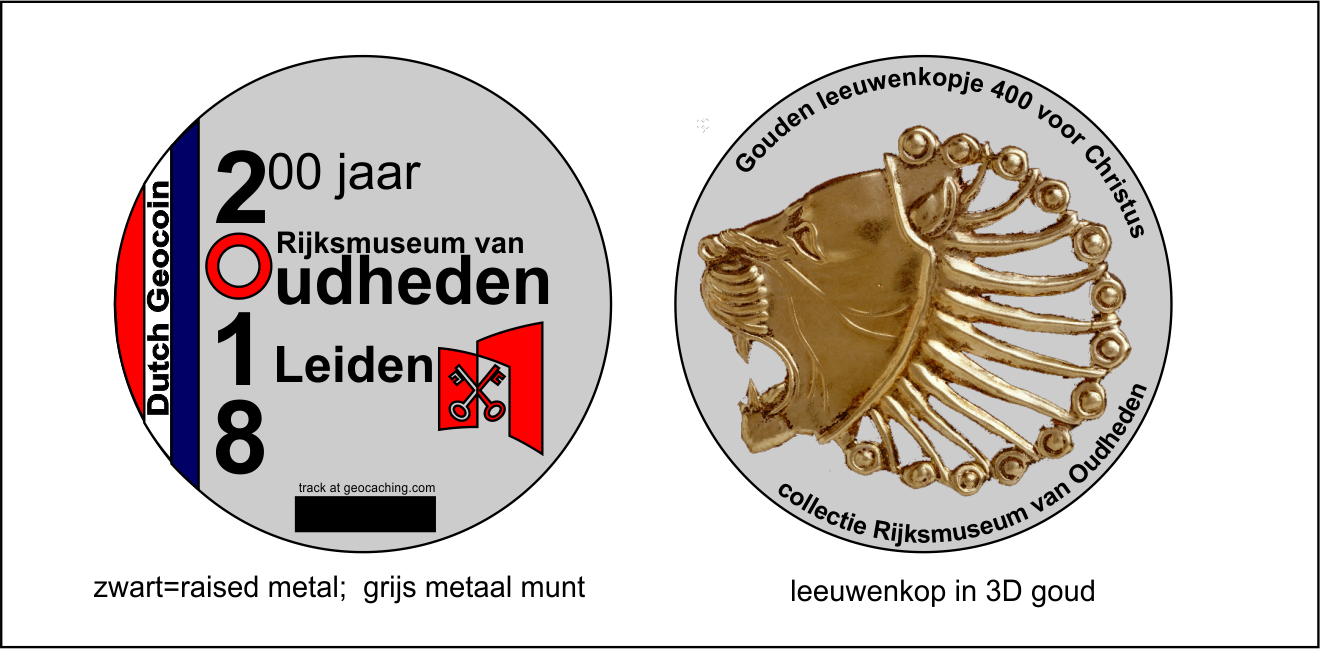 Dutch Geocoin
200 jaar
Rijksmuseum van
Oudheden
1
Leiden
8
track at geocaching.com
zwart=raised metal; grijs metaal munt
Gouden leeuwenkopje 400 voor Christus
collectie Rijksmuseum van Oudheden
leeuwenkop in 3D goud